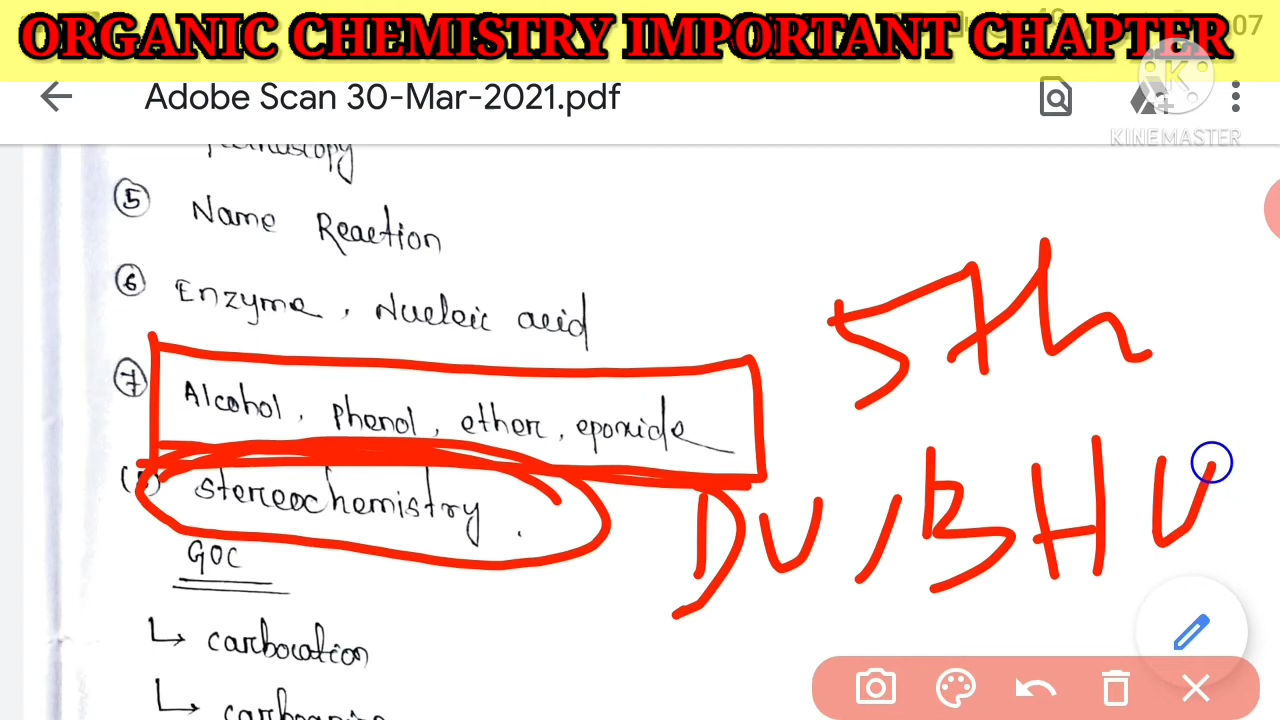 ORGANIC CHEMISTRY IMPORTANT CHAPTER
07
Adobe Scan 30-Mar-2021.pdf
KINEMASTER
5 Name Reaction
6 Enzyme, Nucleic acid
7 Alcohol, Phenol, ether, epoxide
stereochemistry.
GOC
↳ carbocation
5th
DU/BHU